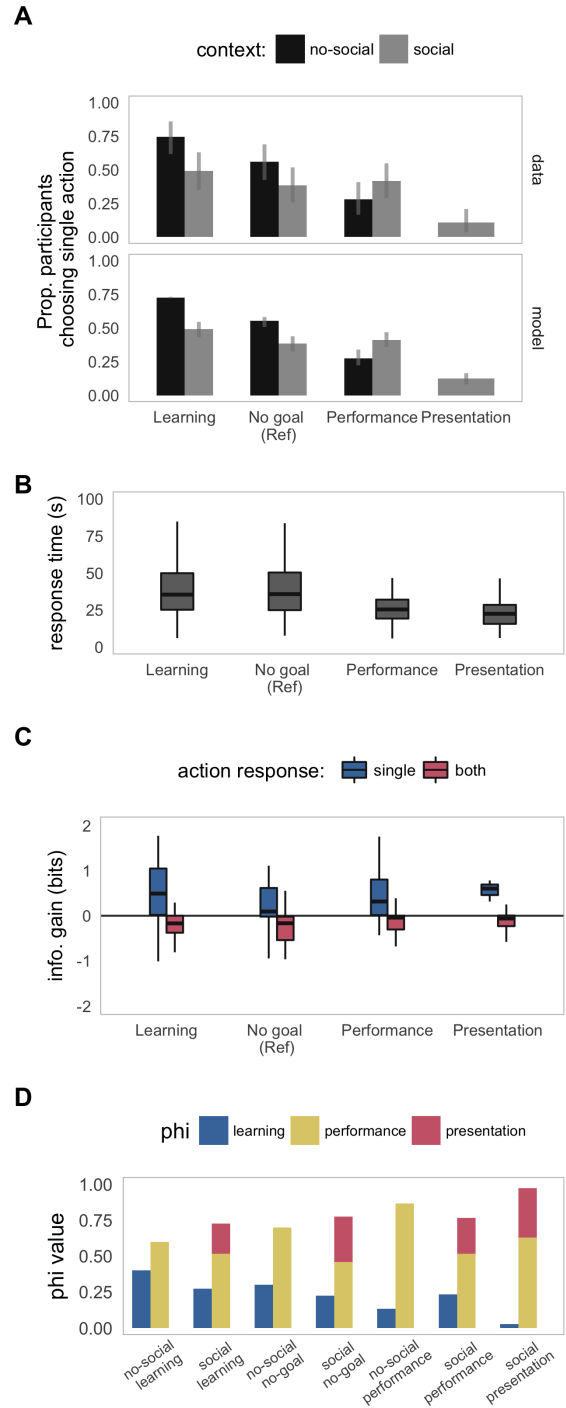 A
context: no-social social
Prop. participants
choosing single action
1.00
0.75
0.50
0.25
0.00
data
1.00
0.75
0.50
0.25
0.00
model
Learning No goal Performance Presentation
(Ref)
B
response time (s)
100
75
50
25
0
Learning No goal Performance Presentation
(Ref)
C
action response: single both
info. gain (bits)
2
1
0
-1
-2
Learning No goal Performance Presentation
(Ref)
D
phi learning performance presentation
phi value
1.00
0.75
0.50
0.25
0.00
no-social
learning
social
learning
no-social
no-goal
social
no-goal
no-social
performance
social
performance
social
presentation